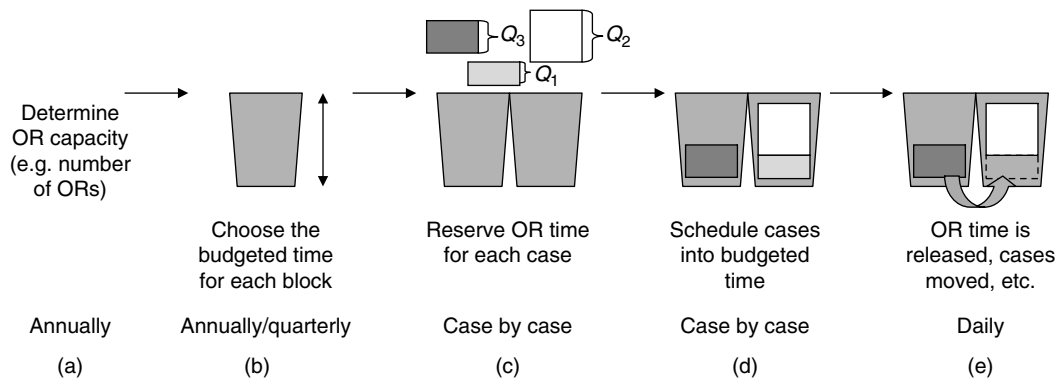 Q3
Q2
Q1
Determine
OR capacity
(e.g. number
of ORs)
Choose the
budgeted time
for each block
Reserve OR time
for each case
Schedule cases
into budgeted
time
OR time is
released, cases
moved, etc.
Annually
Annually/quarterly
Case by case
Case by case
Daily
(a)
(b)
(c)
(d)
(e)